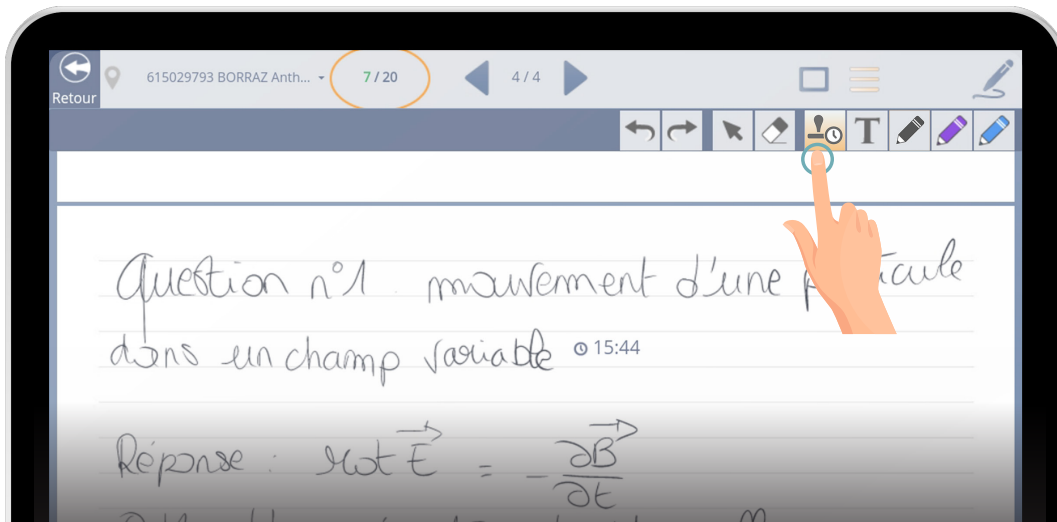 Retour
615029793 BORRAZ Anth...
7 / 20
4 / 4
T
Question n°1. mouvement d'une
dans un champ variable
15:44
Réponse : rot E = - ∂B/∂t